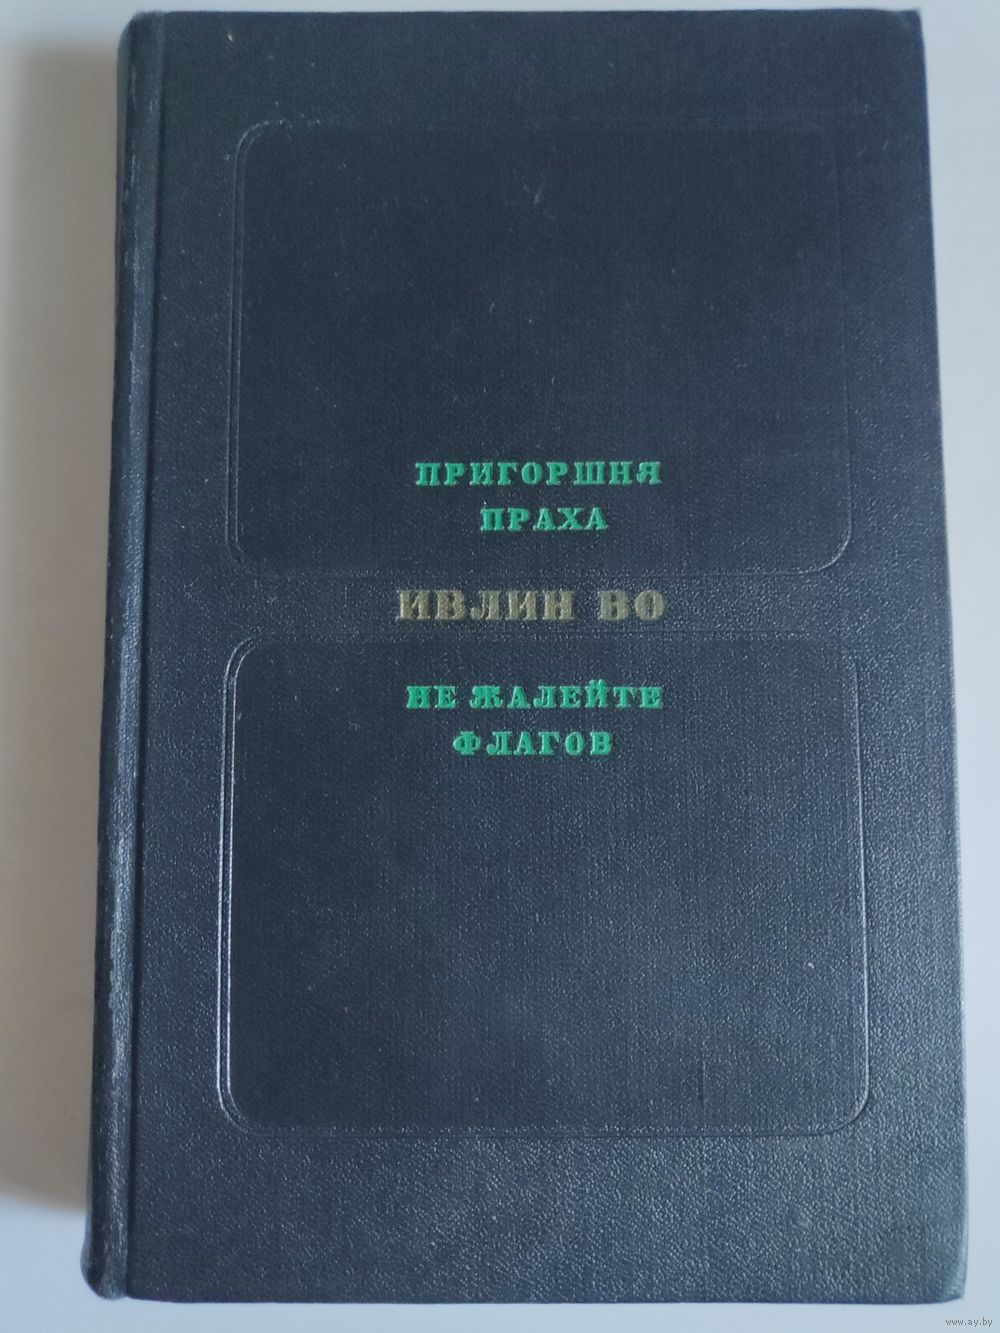 ПРИГОРШНЯ
ПРАХА
ИВЛИН ВО
НЕ ЖАЛЕЙТЕ
ФЛАГОВ
www.ay.by